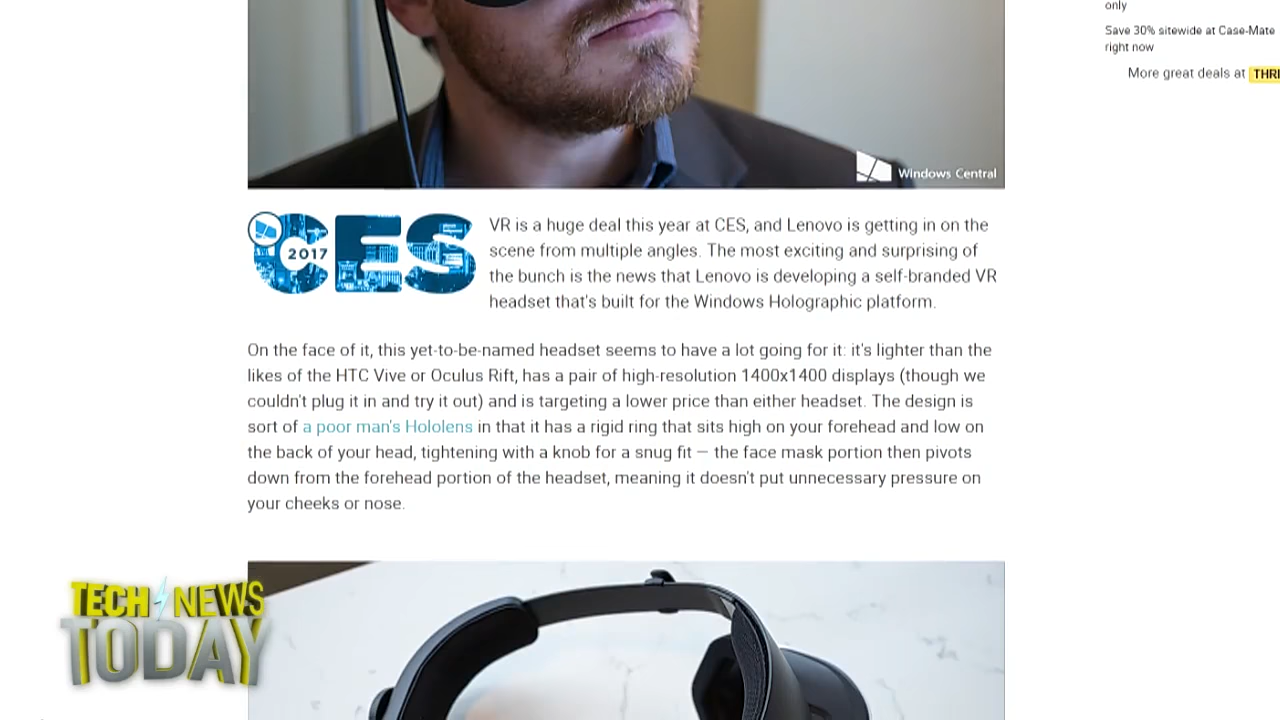 only
Save 30% sitewide at Case-Mate
right now
More great deals at THRI
Windows Central
CES
2017
VR is a huge deal this year at CES, and Lenovo is getting in on the
scene from multiple angles. The most exciting and surprising of
the bunch is the news that Lenovo is developing a self-branded VR
headset that's built for the Windows Holographic platform.
On the face of it, this yet-to-be-named headset seems to have a lot going for it: it's lighter than the
likes of the HTC Vive or Oculus Rift, has a pair of high-resolution 1400x1400 displays (though we
couldn't plug it in and try it out) and is targeting a lower price than either headset. The design is
sort of a poor man's Hololens in that it has a rigid ring that sits high on your forehead and low on
the back of your head, tightening with a knob for a snug fit — the face mask portion then pivots
down from the forehead portion of the headset, meaning it doesn't put unnecessary pressure on
your cheeks or nose.
TECH NEWS
TODAY